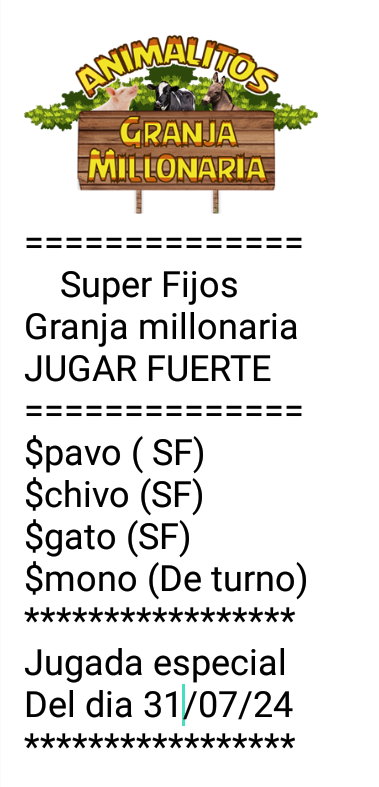 ANIMALITOS
GRANJA
MILLONARIA
==============
Super Fijos
Granja millonaria
JUGAR FUERTE
==============
$pavo ( SF)
$chivo (SF)
$gato (SF)
$mono (De turno)
*****************
Jugada especial
Del dia 31/07/24
*****************